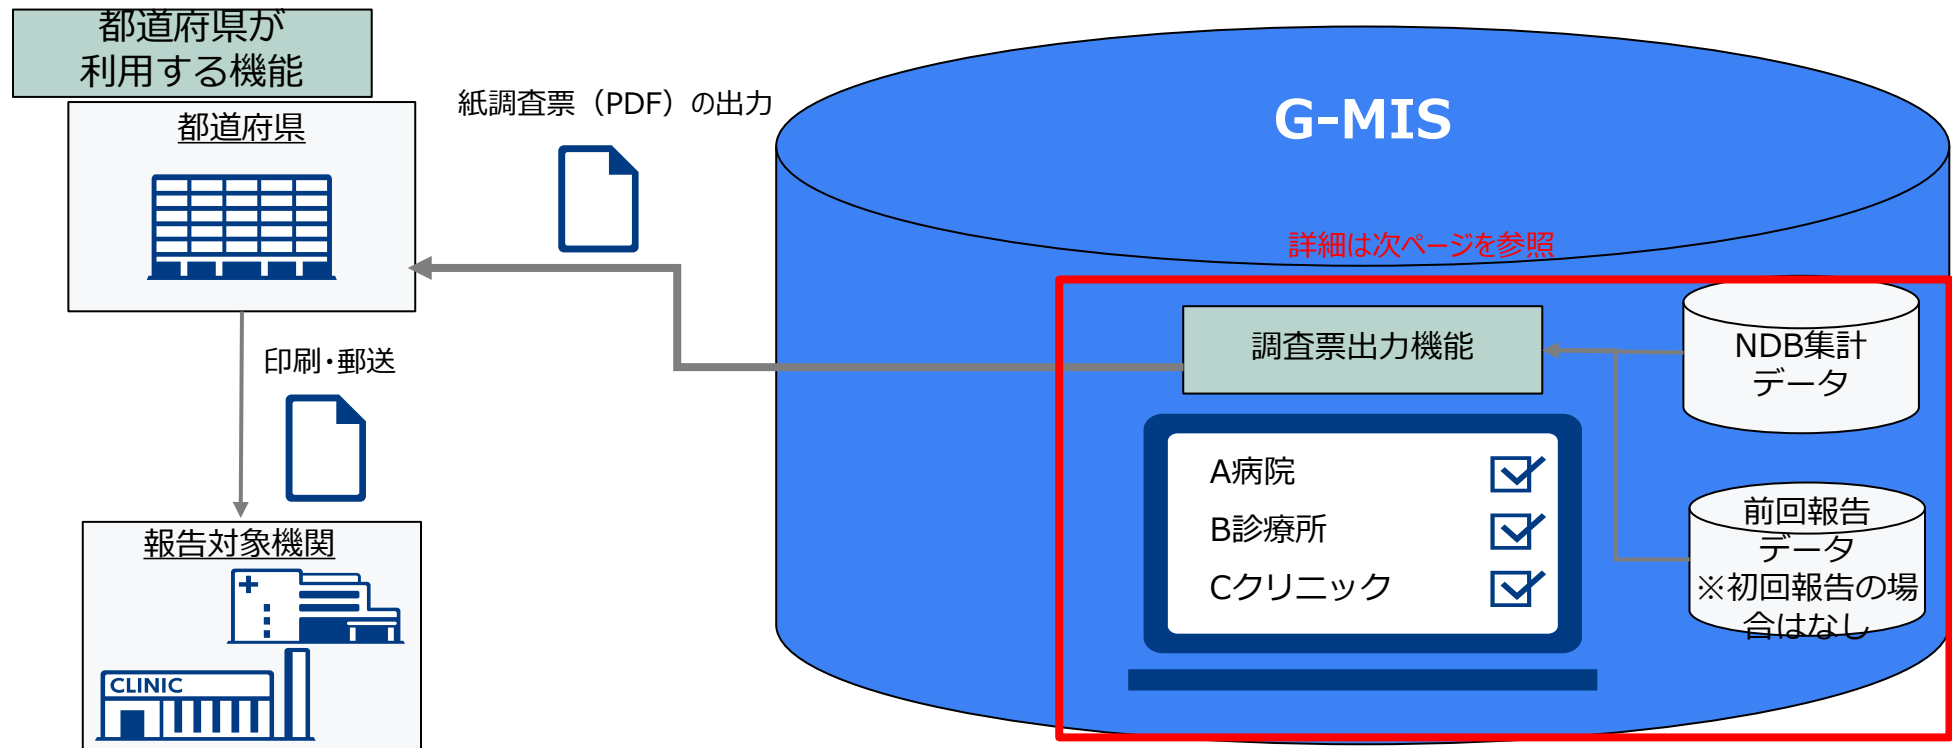 都道府県が
利用する機能
都道府県
紙調査票（PDF）の出力
印刷・郵送
報告対象機関
CLINIC
G-MIS
詳細は次ページを参照
調査票出力機能
NDB集計
データ
A病院
B診療所
Cクリニック
前回報告
データ
※初回報告の場
合はなし